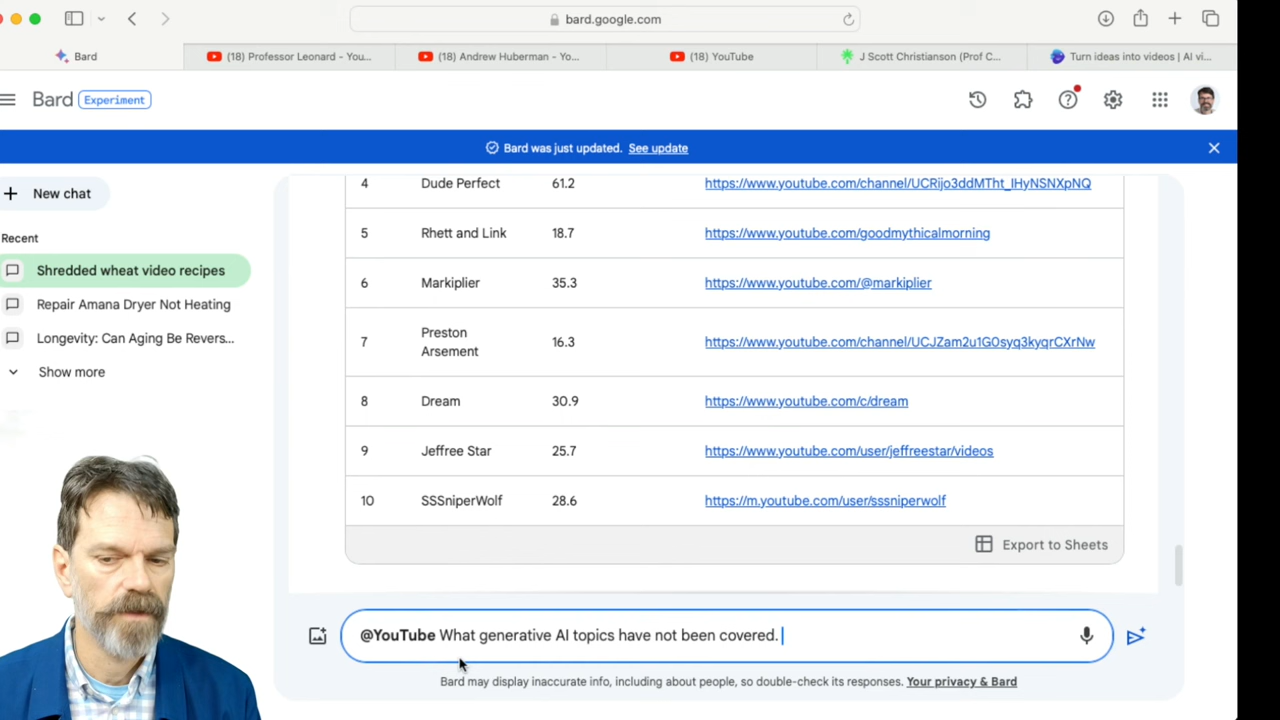 bard.google.com
Bard
(18) Professor Leonard - You...
(18) Andrew Huberman - Yo...
(18) YouTube
J Scott Christianson (Prof C...
Turn ideas into videos | AI vi...
Bard Experiment
Bard was just updated. See update
New chat
Recent
Shredded wheat video recipes
Repair Amana Dryer Not Heating
Longevity: Can Aging Be Revers...
Show more
4 Dude Perfect 61.2 https://www.youtube.com/channel/UCRijo3ddMTht_IHyNSNXpNQ
5 Rhett and Link 18.7 https://www.youtube.com/goodmythicalmorning
6 Markiplier 35.3 https://www.youtube.com/@markiplier
7 Preston Arsement 16.3 https://www.youtube.com/channel/UCJZam2u1G0syq3kyqrCXrNw
8 Dream 30.9 https://www.youtube.com/c/dream
9 Jeffree Star 25.7 https://www.youtube.com/user/jeffreestar/videos
10 SSSniperWolf 28.6 https://m.youtube.com/user/sssniperwolf
Export to Sheets
@YouTube What generative AI topics have not been covered.
Bard may display inaccurate info, including about people, so double-check its responses. Your privacy & Bard